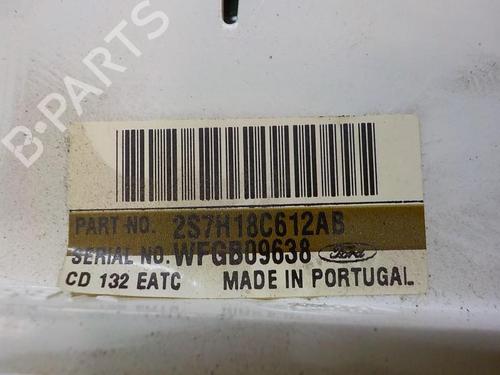 B-PARTS
PART NO. 2S7H18C612AB
SERIAL NO. WFGB09638 Ford
CD 132 EATC MADE IN PORTUGAL